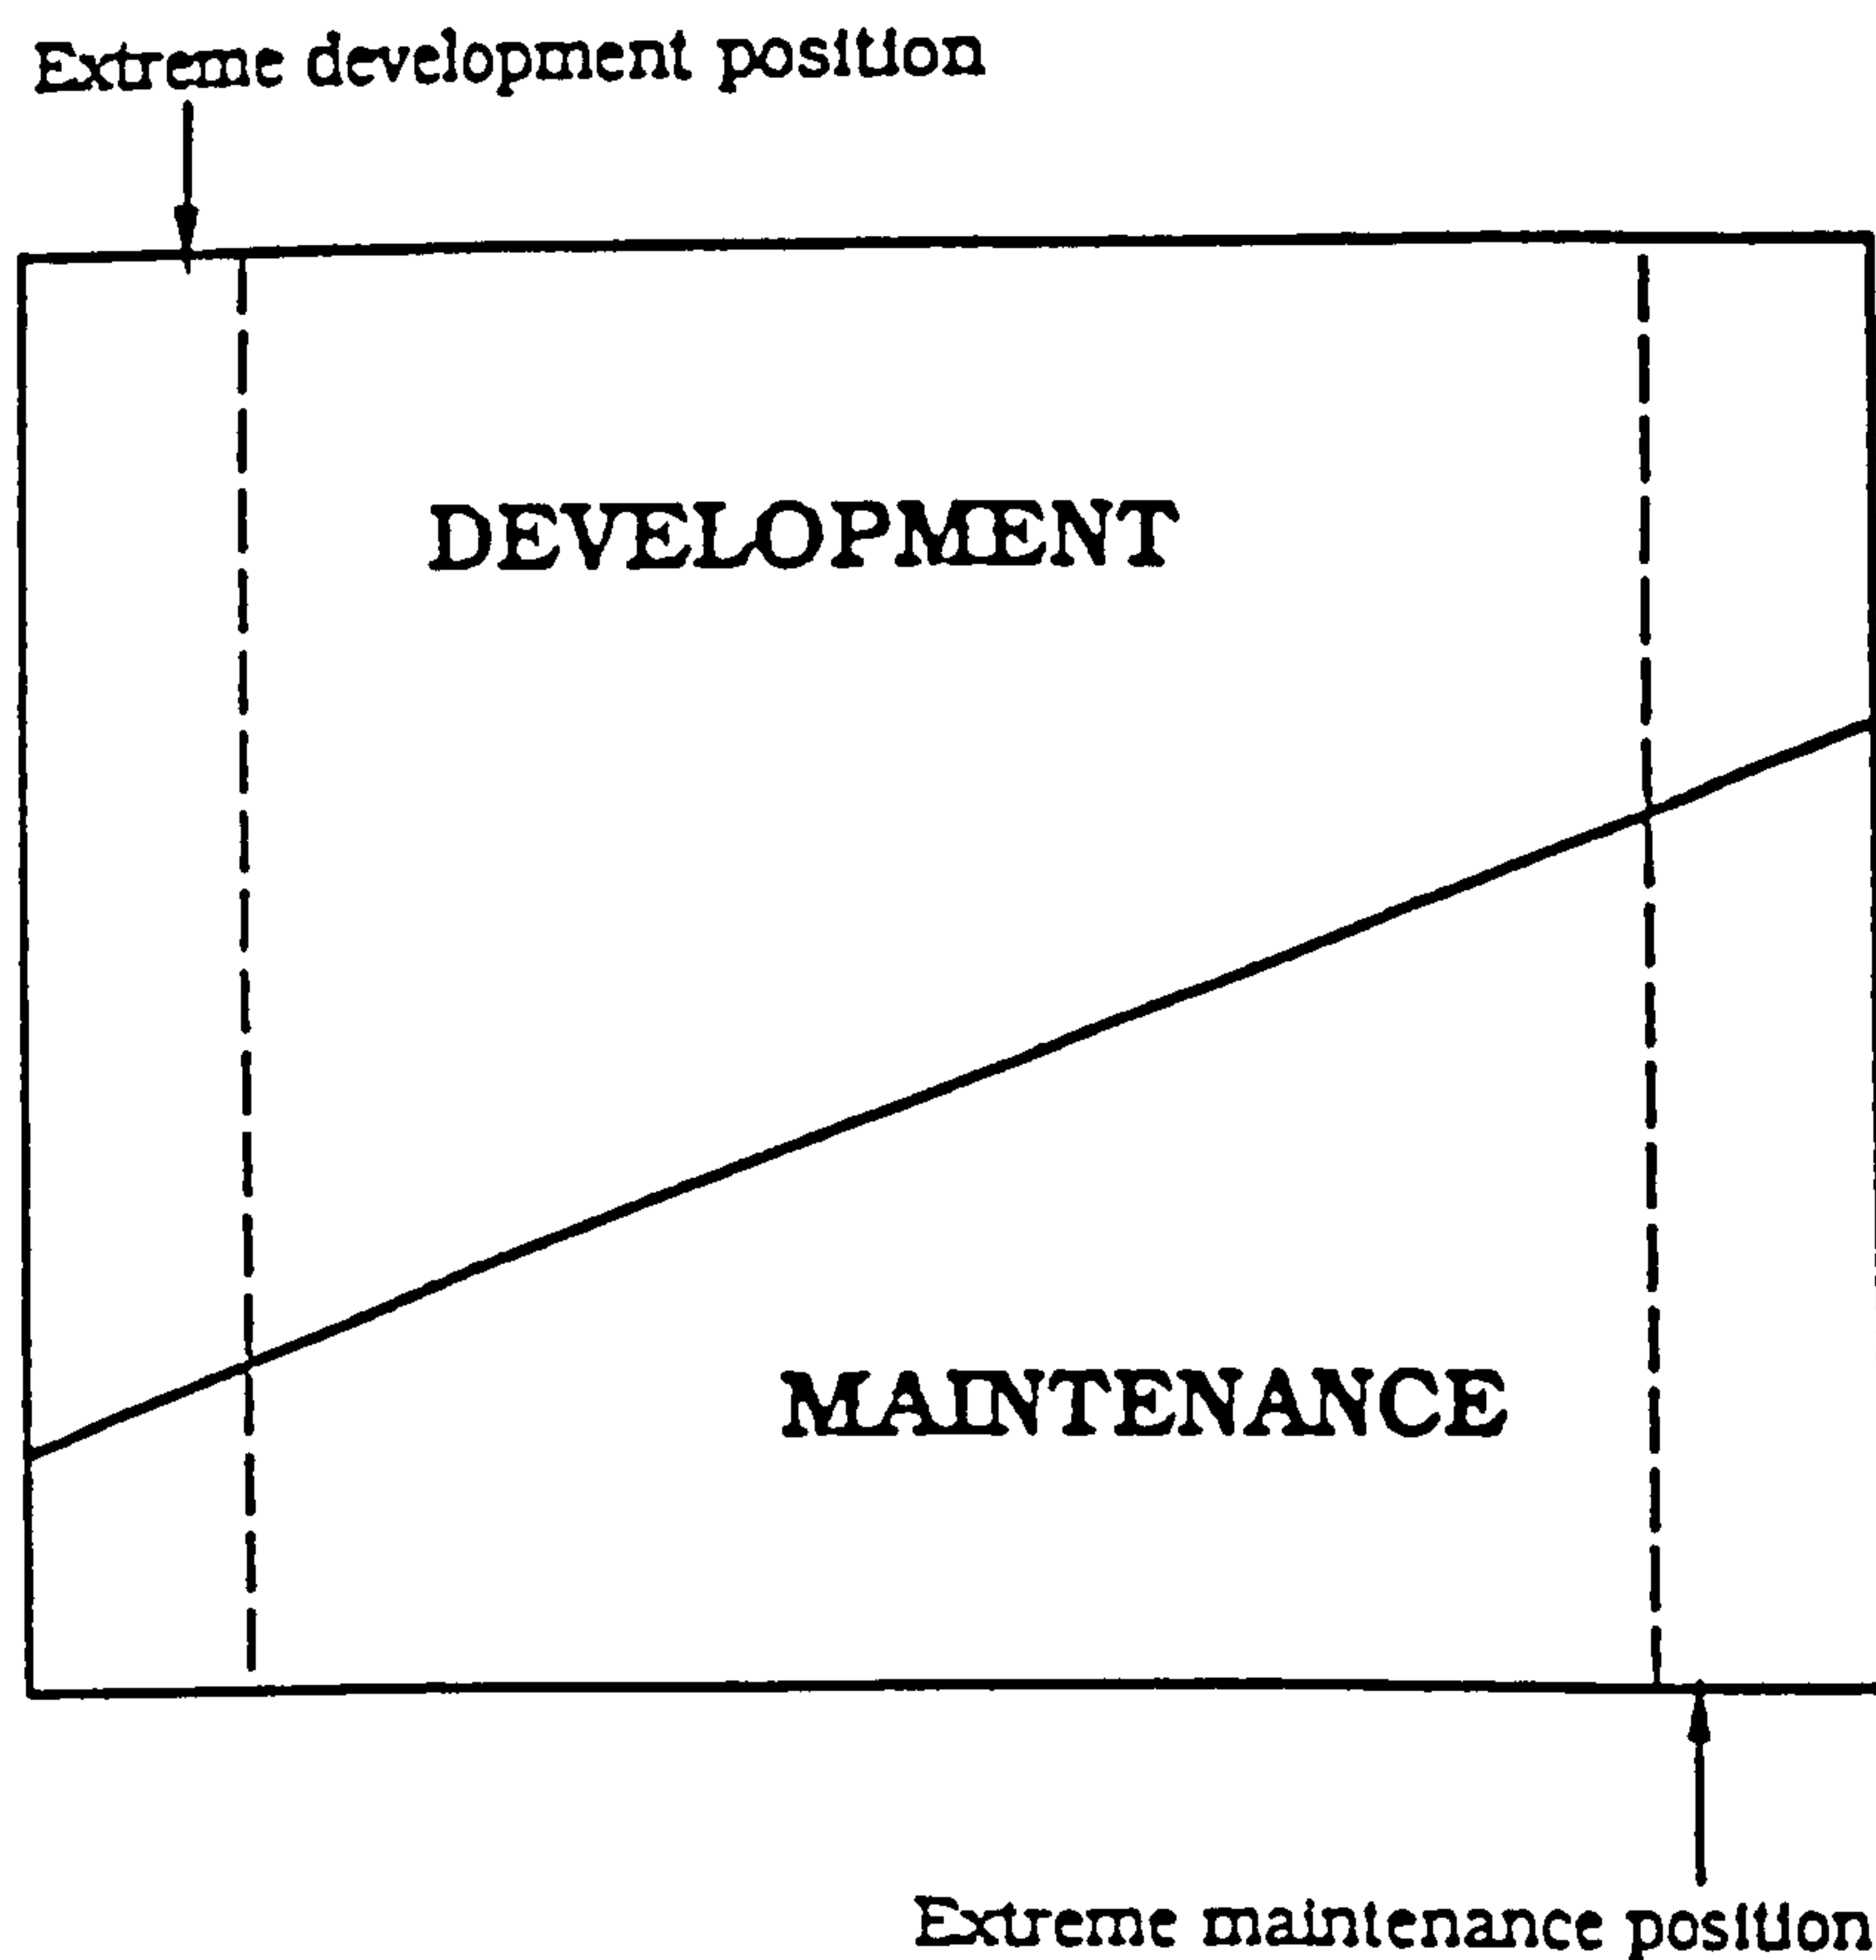 Extreme development position
DEVELOPMENT
MAINTENANCE
Extreme maintenance position